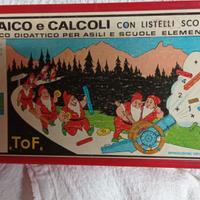 AICO e CALCOLI CON LISTELLI SCO
CO DIDATTICO PER ASILI E SCUOLE ELEMEN
.ToF.